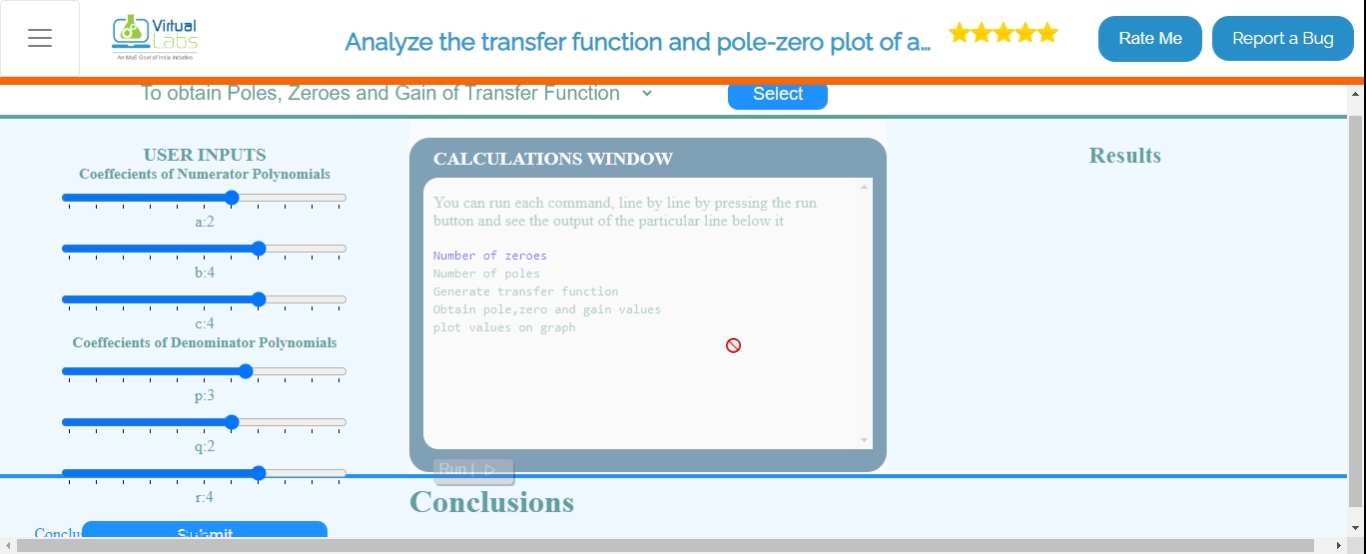 Virtual
Labs
An MoE Govt of India Initiative
Analyze the transfer function and pole-zero plot of a...
Rate Me
Report a Bug
To obtain Poles, Zeroes and Gain of Transfer Function
Select
USER INPUTS
Coeffecients of Numerator Polynomials
a:2
b:4
c:4
Coeffecients of Denominator Polynomials
p:3
q:2
r:4
Submit
Conclu
CALCULATIONS WINDOW
You can run each command, line by line by pressing the run
button and see the output of the particular line below it
Number of zeroes
Number of poles
Generate transfer function
Obtain pole,zero and gain values
plot values on graph
Run |
Conclusions
Results